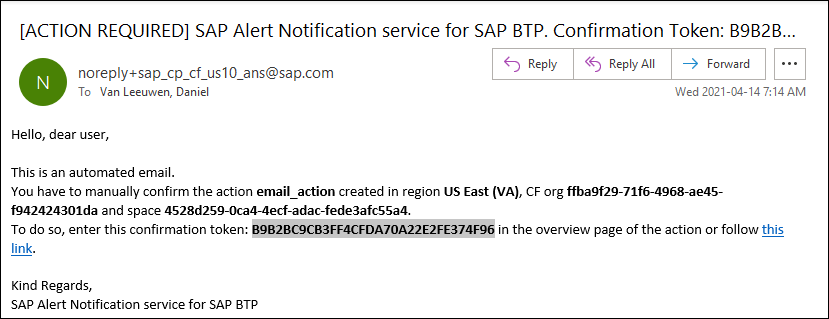 [ACTION REQUIRED] SAP Alert Notification service for SAP BTP. Confirmation Token: B9B2B...
N
noreply+sap_cp_cf_us10_ans@sap.com
To Van Leeuwen, Daniel
Reply
Reply All
Forward
...
Wed 2021-04-14 7:14 AM
Hello, dear user,
This is an automated email.
You have to manually confirm the action email_action created in region US East (VA), CF org ffba9f29-71f6-4968-ae45-
f942424301da and space 4528d259-0ca4-4ecf-adac-fede3afc55a4.
To do so, enter this confirmation token: B9B2BC9CB3FF4CFDA70A22E2FE374F96 in the overview page of the action or follow this
link.
Kind Regards,
SAP Alert Notification service for SAP BTP